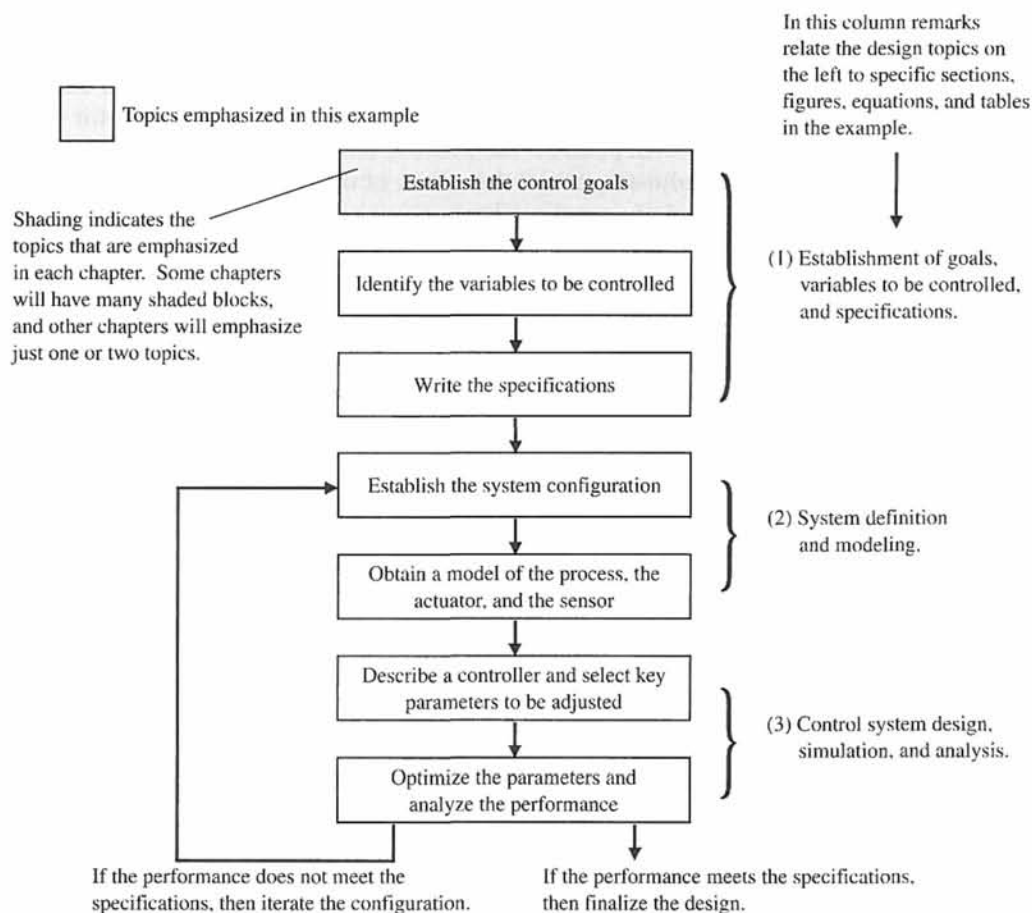 In this column remarks
relate the design topics on
the left to specific sections,
figures, equations, and tables
in the example.
Topics emphasized in this example
Shading indicates the
topics that are emphasized
in each chapter. Some chapters
will have many shaded blocks,
and other chapters will emphasize
just one or two topics.
Establish the control goals
Identify the variables to be controlled
Write the specifications
(1) Establishment of goals,
variables to be controlled,
and specifications.
Establish the system configuration
Obtain a model of the process, the
actuator, and the sensor
(2) System definition
and modeling.
Describe a controller and select key
parameters to be adjusted
Optimize the parameters and
analyze the performance
(3) Control system design,
simulation, and analysis.
If the performance does not meet the
specifications, then iterate the configuration.
If the performance meets the specifications,
then finalize the design.